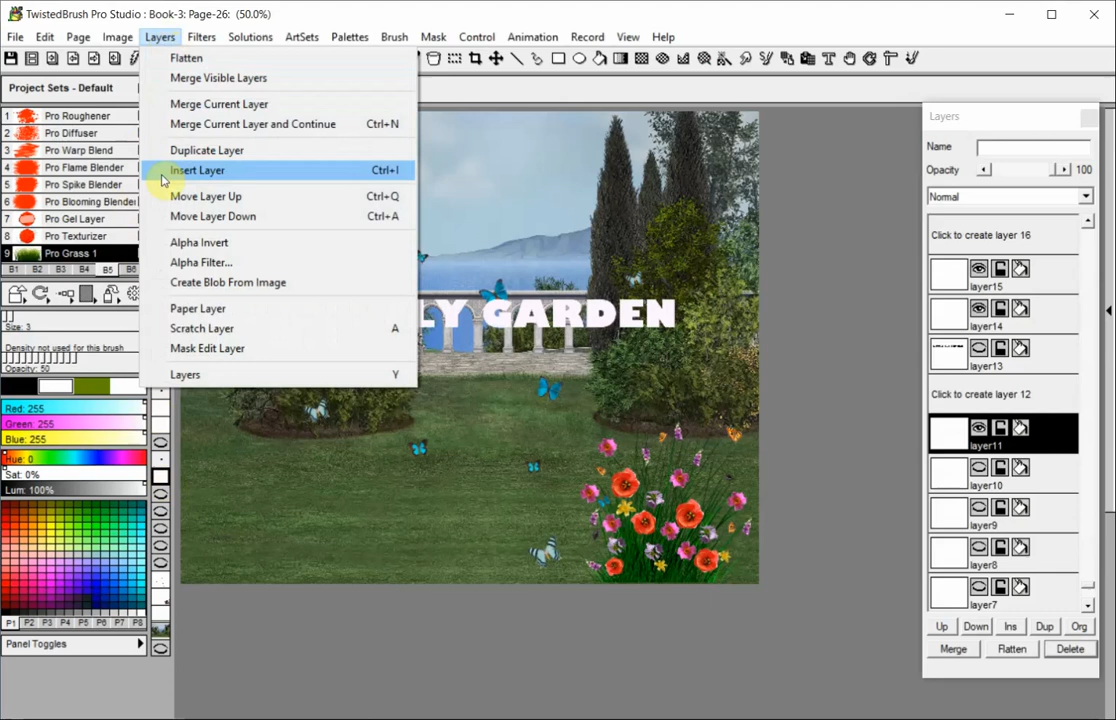 TwistedBrush Pro Studio : Book-3: Page-26: (50.0%)
File Edit Page Image Layers Filters Solutions ArtSets Palettes Brush Mask Control Animation Record View Help
Project Sets - Default
1 Pro Roughener
2 Pro Diffuser
3 Pro Warp Blend
4 Pro Flame Blender
5 Pro Spike Blender
6 Pro Blooming Blender
7 Pro Gel Layer
8 Pro Texturizer
9 Pro Grass 1
B1 B2 B3 B4 B5 B6
Size: 3
Density not used for this brush
Opacity: 50
Red: 255
Green: 255
Blue: 255
Hue: 0
Sat: 0%
Lum: 100%
P1 P2 P3 P4 P5 P6 P7 P8
Panel Toggles
Flatten
Merge Visible Layers
Merge Current Layer
Merge Current Layer and Continue Ctrl+N
Duplicate Layer
Insert Layer Ctrl+I
Move Layer Up Ctrl+Q
Move Layer Down Ctrl+A
Alpha Invert
Alpha Filter...
Create Blob From Image
Paper Layer
Scratch Layer A
Mask Edit Layer
Layers Y
LY GARDEN
Layers
Name
Opacity 100
Normal
Click to create layer 16
layer15
layer14
layer13
Click to create layer 12
layer11
layer10
layer9
layer8
layer7
Up Down Ins Dup Org
Merge Flatten Delete